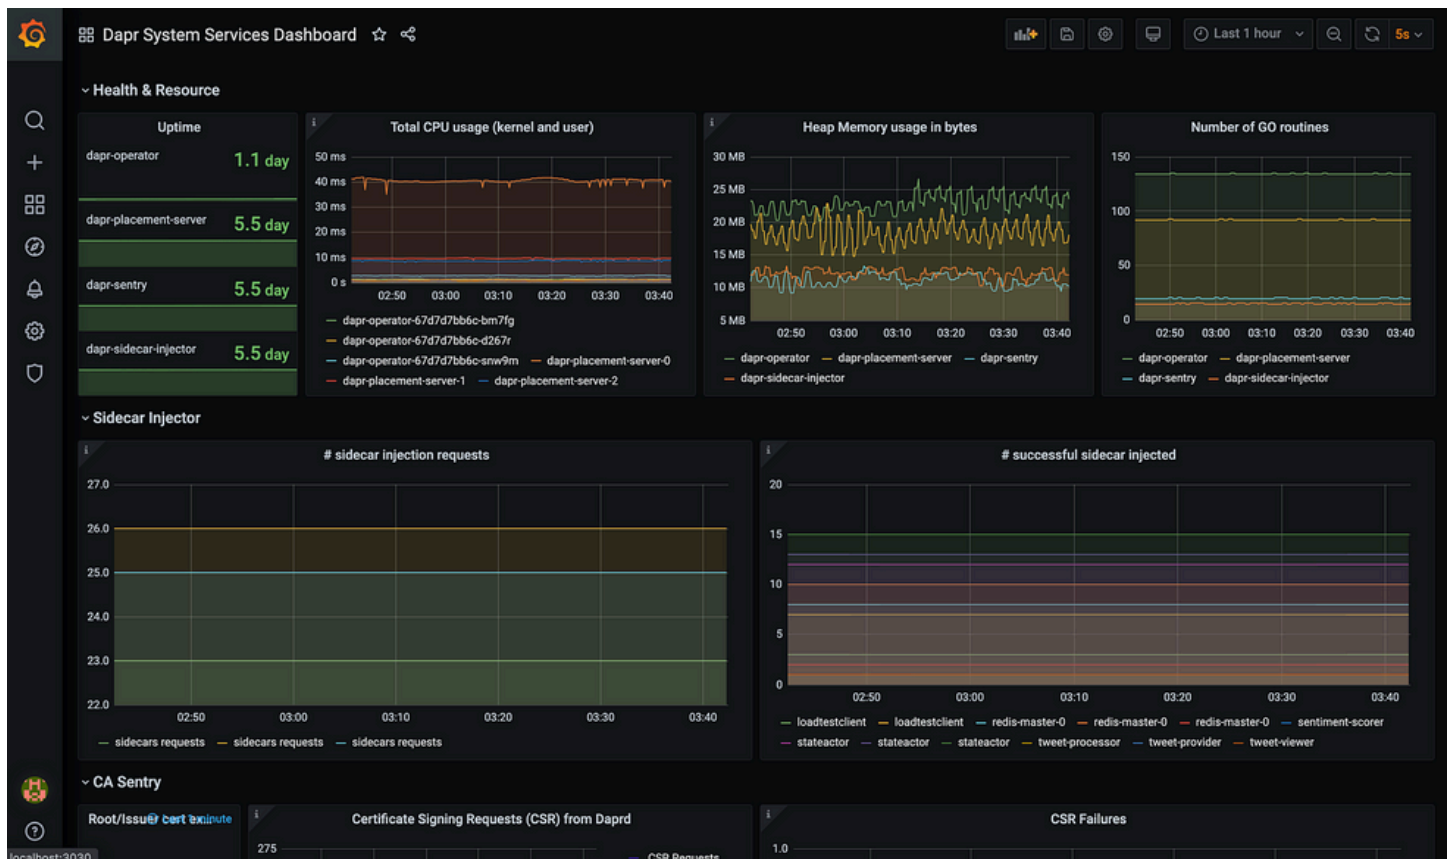 Dapr System Services Dashboard
Last 1 hour
5s
Health & Resource
Uptime
dapr-operator
1.1 day
dapr-placement-server
5.5 day
dapr-sentry
5.5 day
dapr-sidecar-injector
5.5 day
i
Total CPU usage (kernel and user)
50 ms
40 ms
30 ms
20 ms
10 ms
0 s
02:50 03:00 03:10 03:20 03:30 03:40
dapr-operator-67d7d7bb6c-bm7fg
dapr-operator-67d7d7bb6c-d267r
dapr-operator-67d7d7bb6c-snw9m dapr-placement-server-0
dapr-placement-server-1 dapr-placement-server-2
i
Heap Memory usage in bytes
30 MB
25 MB
20 MB
15 MB
10 MB
5 MB
02:50 03:00 03:10 03:20 03:30 03:40
dapr-operator dapr-placement-server dapr-sentry
dapr-sidecar-injector
Number of GO routines
150
100
50
0
02:50 03:00 03:10 03:20 03:30 03:40
dapr-operator dapr-placement-server
dapr-sentry dapr-sidecar-injector
Sidecar Injector
i
# sidecar injection requests
27.0
26.0
25.0
24.0
23.0
22.0
02:50 03:00 03:10 03:20 03:30 03:40
sidecars requests sidecars requests sidecars requests
i
# successful sidecar injected
20
15
10
5
0
02:50 03:00 03:10 03:20 03:30 03:40
loadtestclient loadtestclient redis-master-0 redis-master-0 redis-master-0 sentiment-scorer
stateactor stateactor stateactor tweet-processor tweet-provider tweet-viewer
CA Sentry
Root/Issuer cert ex... minute
i
Certificate Signing Requests (CSR) from Daprd
275
CSR Requests
i
CSR Failures
1.0
localhost:3030